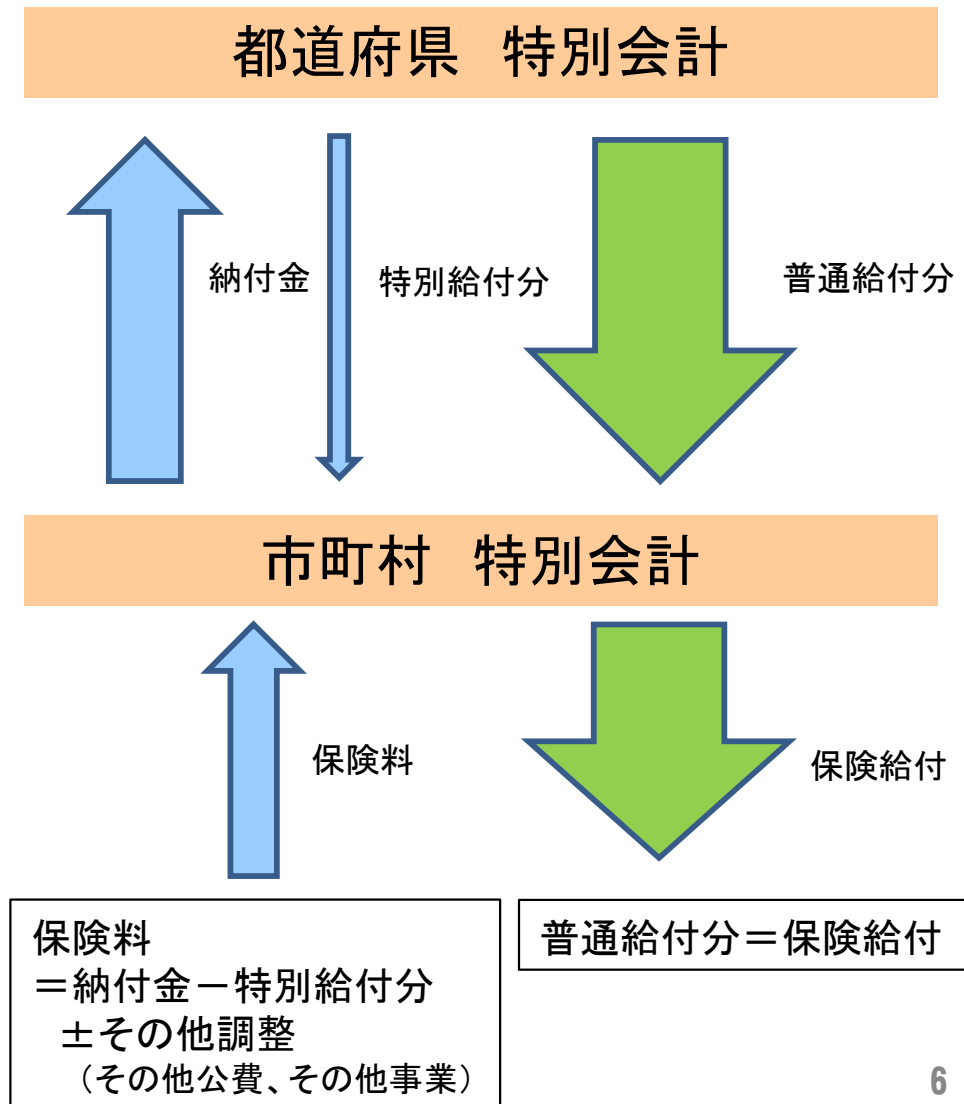 都道府県　特別会計
納付金
特別給付分
普通給付分
市町村　特別会計
保険料
保険給付
保険料
＝納付金－特別給付分
±その他調整
（その他公費、その他事業）
普通給付分＝保険給付
6